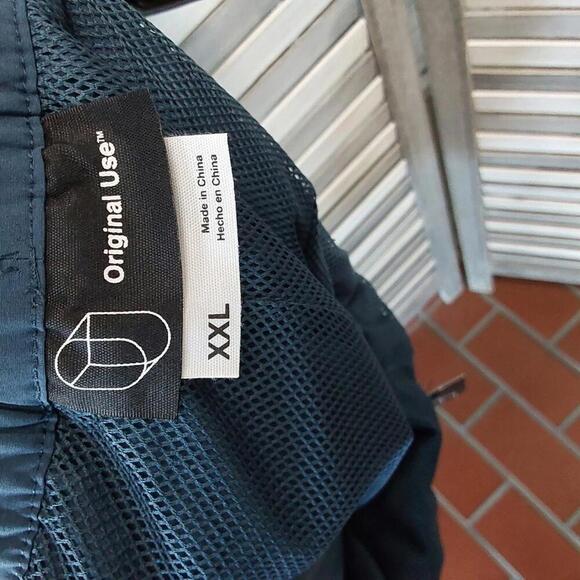 Original Use™
Made in China
Hecho en China
XXL